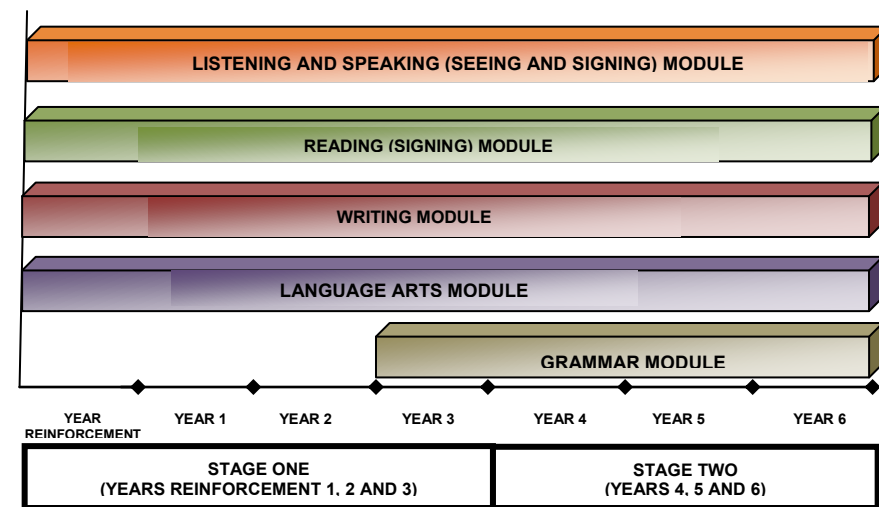 LISTENING AND SPEAKING (SEEING AND SIGNING) MODULE
READING (SIGNING) MODULE
WRITING MODULE
LANGUAGE ARTS MODULE
GRAMMAR MODULE
YEAR REINFORCEMENT
YEAR 1
YEAR 2
YEAR 3
YEAR 4
YEAR 5
YEAR 6
STAGE ONE
(YEARS REINFORCEMENT 1, 2 AND 3)
STAGE TWO
(YEARS 4, 5 AND 6)